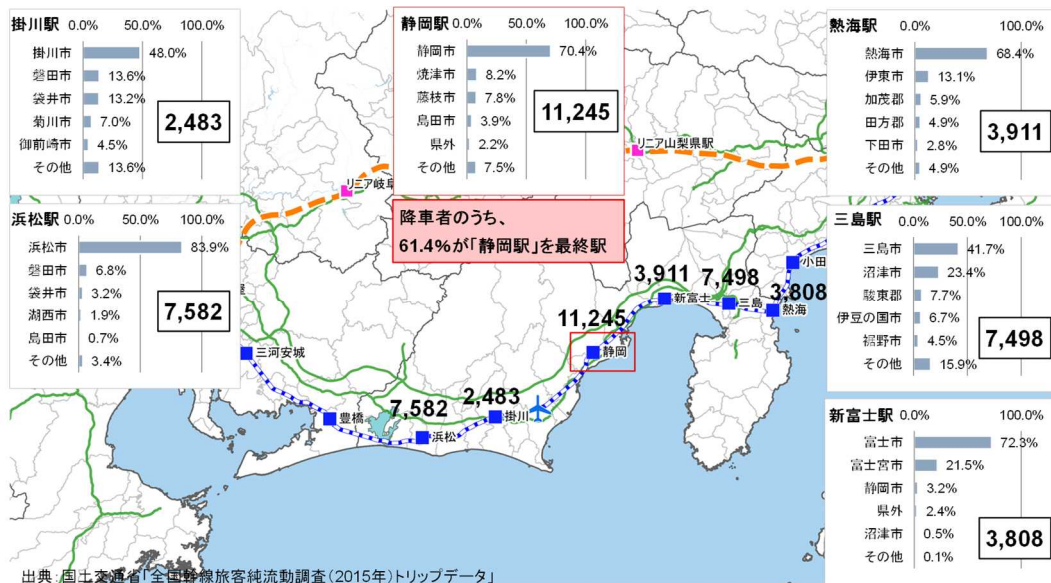 掛川駅 0.0% 50.0% 100.0%
掛川市 48.0%
磐田市 13.6%
袋井市 13.2%
菊川市 7.0%
御前崎市 4.5%
その他 13.6%
2,483
静岡駅 0.0% 50.0% 100.0%
静岡市 70.4%
焼津市 8.2%
藤枝市 7.8%
島田市 3.9%
県外 2.2%
その他 7.5%
11,245
熱海駅 0.0% 100.0%
熱海市 68.4%
伊東市 13.1%
加茂郡 5.9%
田方郡 4.9%
下田市 2.8%
その他 4.9%
3,911
リニア岐阜
リニア山梨県駅
浜松駅 0.0% 50.0% 100.0%
浜松市 83.9%
磐田市 6.8%
袋井市 3.2%
湖西市 1.9%
島田市 0.7%
その他 3.4%
7,582
降車者のうち、
61.4%が「静岡駅」を最終駅
三島駅 0.0% 50.0% 100.0%
三島市 41.7%
沼津市 23.4%
駿東郡 7.7%
伊豆の国市 6.7%
裾野市 4.5%
その他 15.9%
7,498
小田
3,911
新富士
7,498
三島
3,808
熱海
11,245
静岡
三河安城
2,483
掛川
7,582
浜松
豊橋
新富士駅 0.0% 100.0%
富士市 72.3%
富士宮市 21.5%
静岡市 3.2%
県外 2.4%
沼津市 0.5%
その他 0.1%
3,808
出典：国土交通省「全国幹線旅客純流動調査（2015年）トリップデータ」